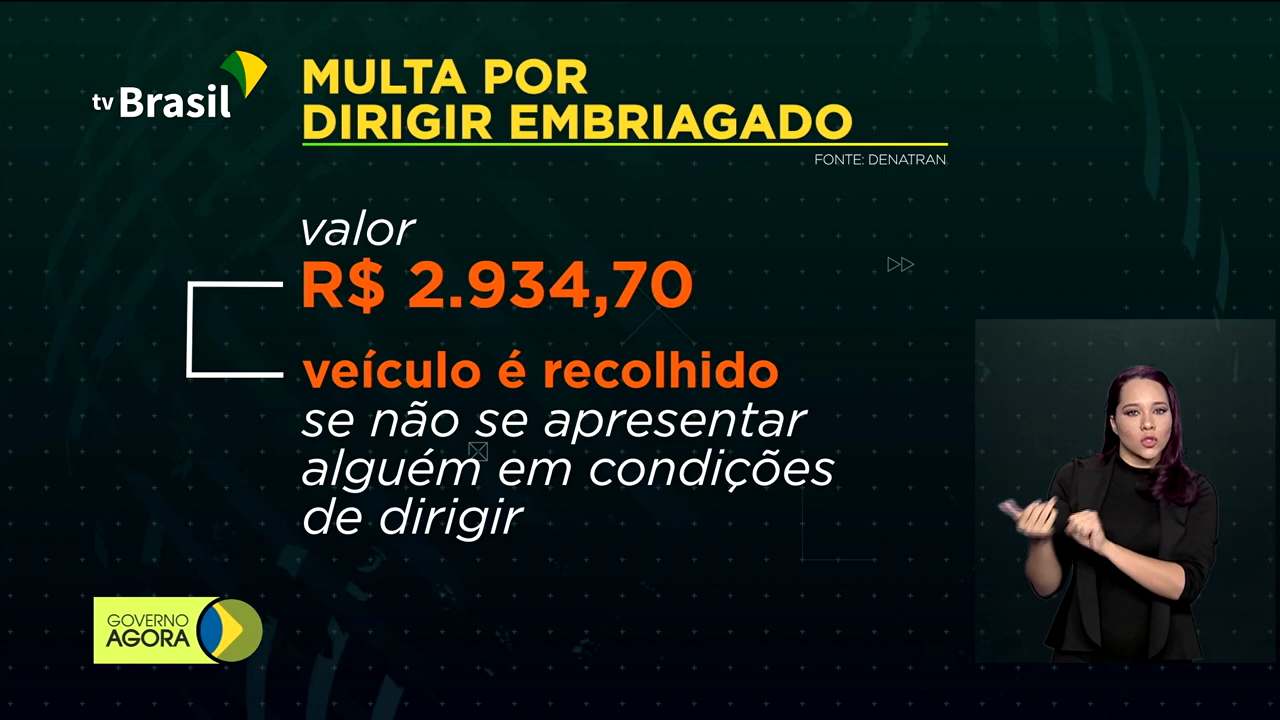 tv Brasil
MULTA POR
DIRIGIR EMBRIAGADO
FONTE: DENATRAN
valor
R$ 2.934,70
veículo é recolhido
se não se apresentar
alguém em condições
de dirigir
GOVERNO
AGORA